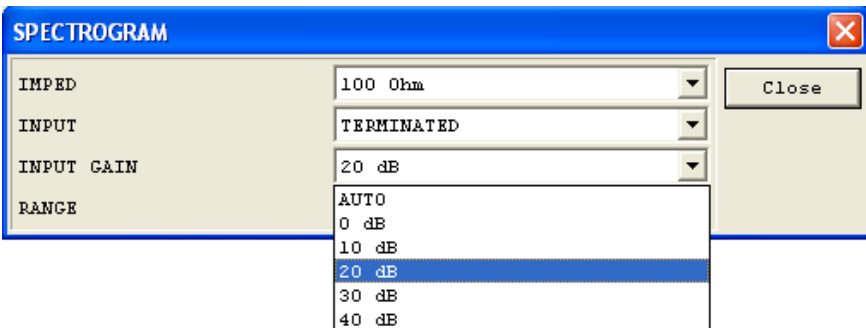 SPECTROGRAM
IMPED 100 Ohm Close
INPUT TERMINATED
INPUT GAIN 20 dB
RANGE
AUTO
0 dB
10 dB
20 dB
30 dB
40 dB